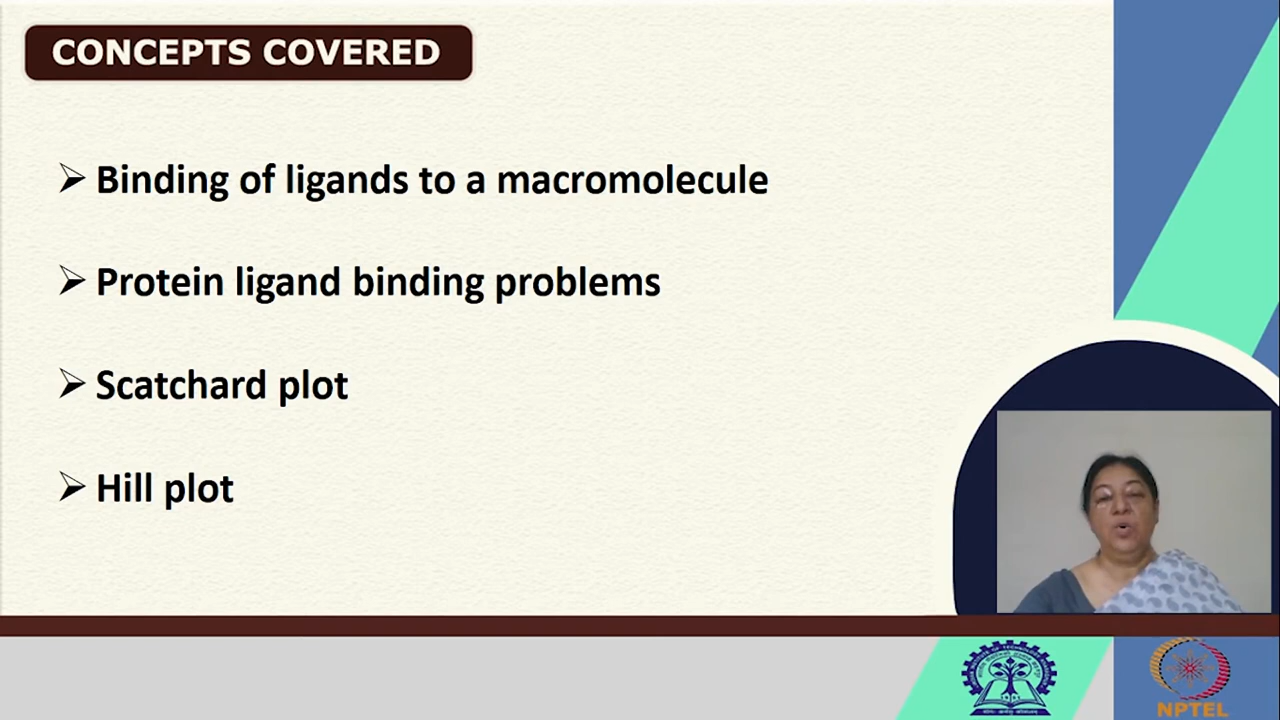 CONCEPTS COVERED
➢ Binding of ligands to a macromolecule
➢ Protein ligand binding problems
➢ Scatchard plot
➢ Hill plot
NPTEL